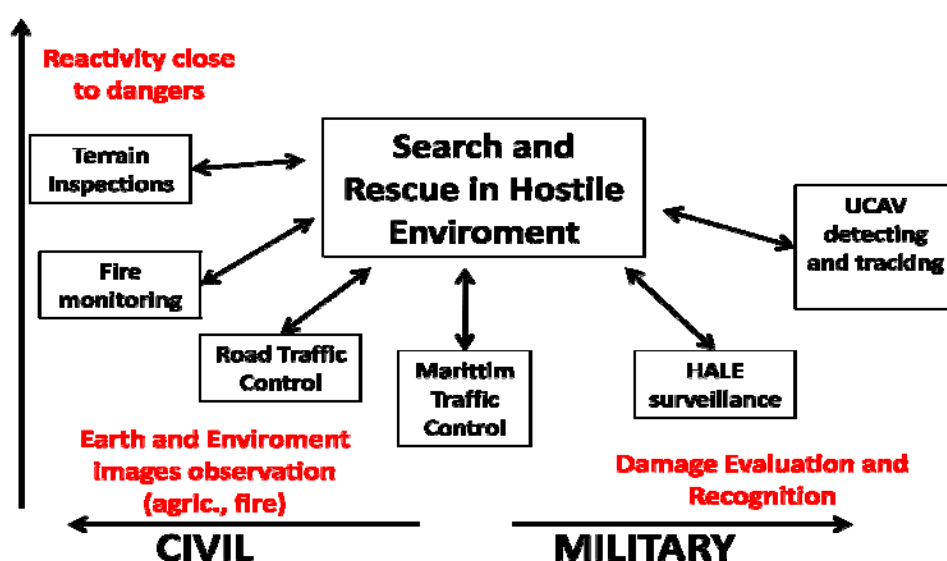 Reactivity close
to dangers
Terrain
Inspections
Search and
Rescue in Hostile
Enviroment
UCAV
detecting
and tracking
Fire
monitoring
Road Traffic
Control
Marittim
Traffic
Control
HALE
surveillance
Earth and Enviroment
images observation
(agric., fire)
Damage Evaluation and
Recognition
CIVIL
MILITARY